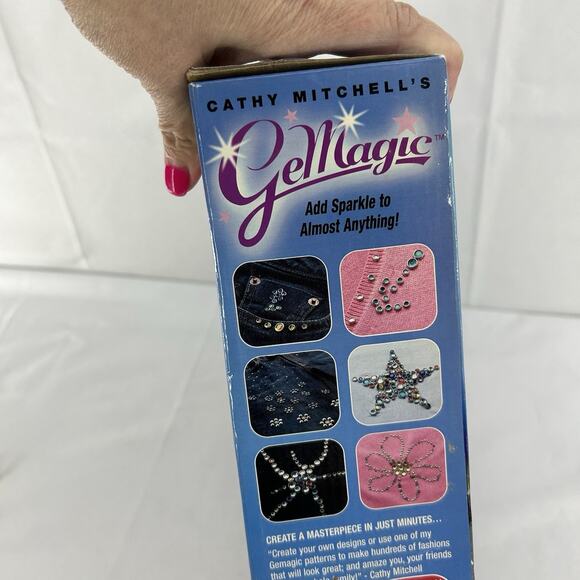 CATHY MITCHELL'S
GeMagic™
Add Sparkle to
Almost Anything!
CREATE A MASTERPIECE IN JUST MINUTES...
"Create your own designs or use one of my
Gemagic patterns to make hundreds of fashions
that will look great; and amaze you, your friends
family!" - Cathy Mitchell